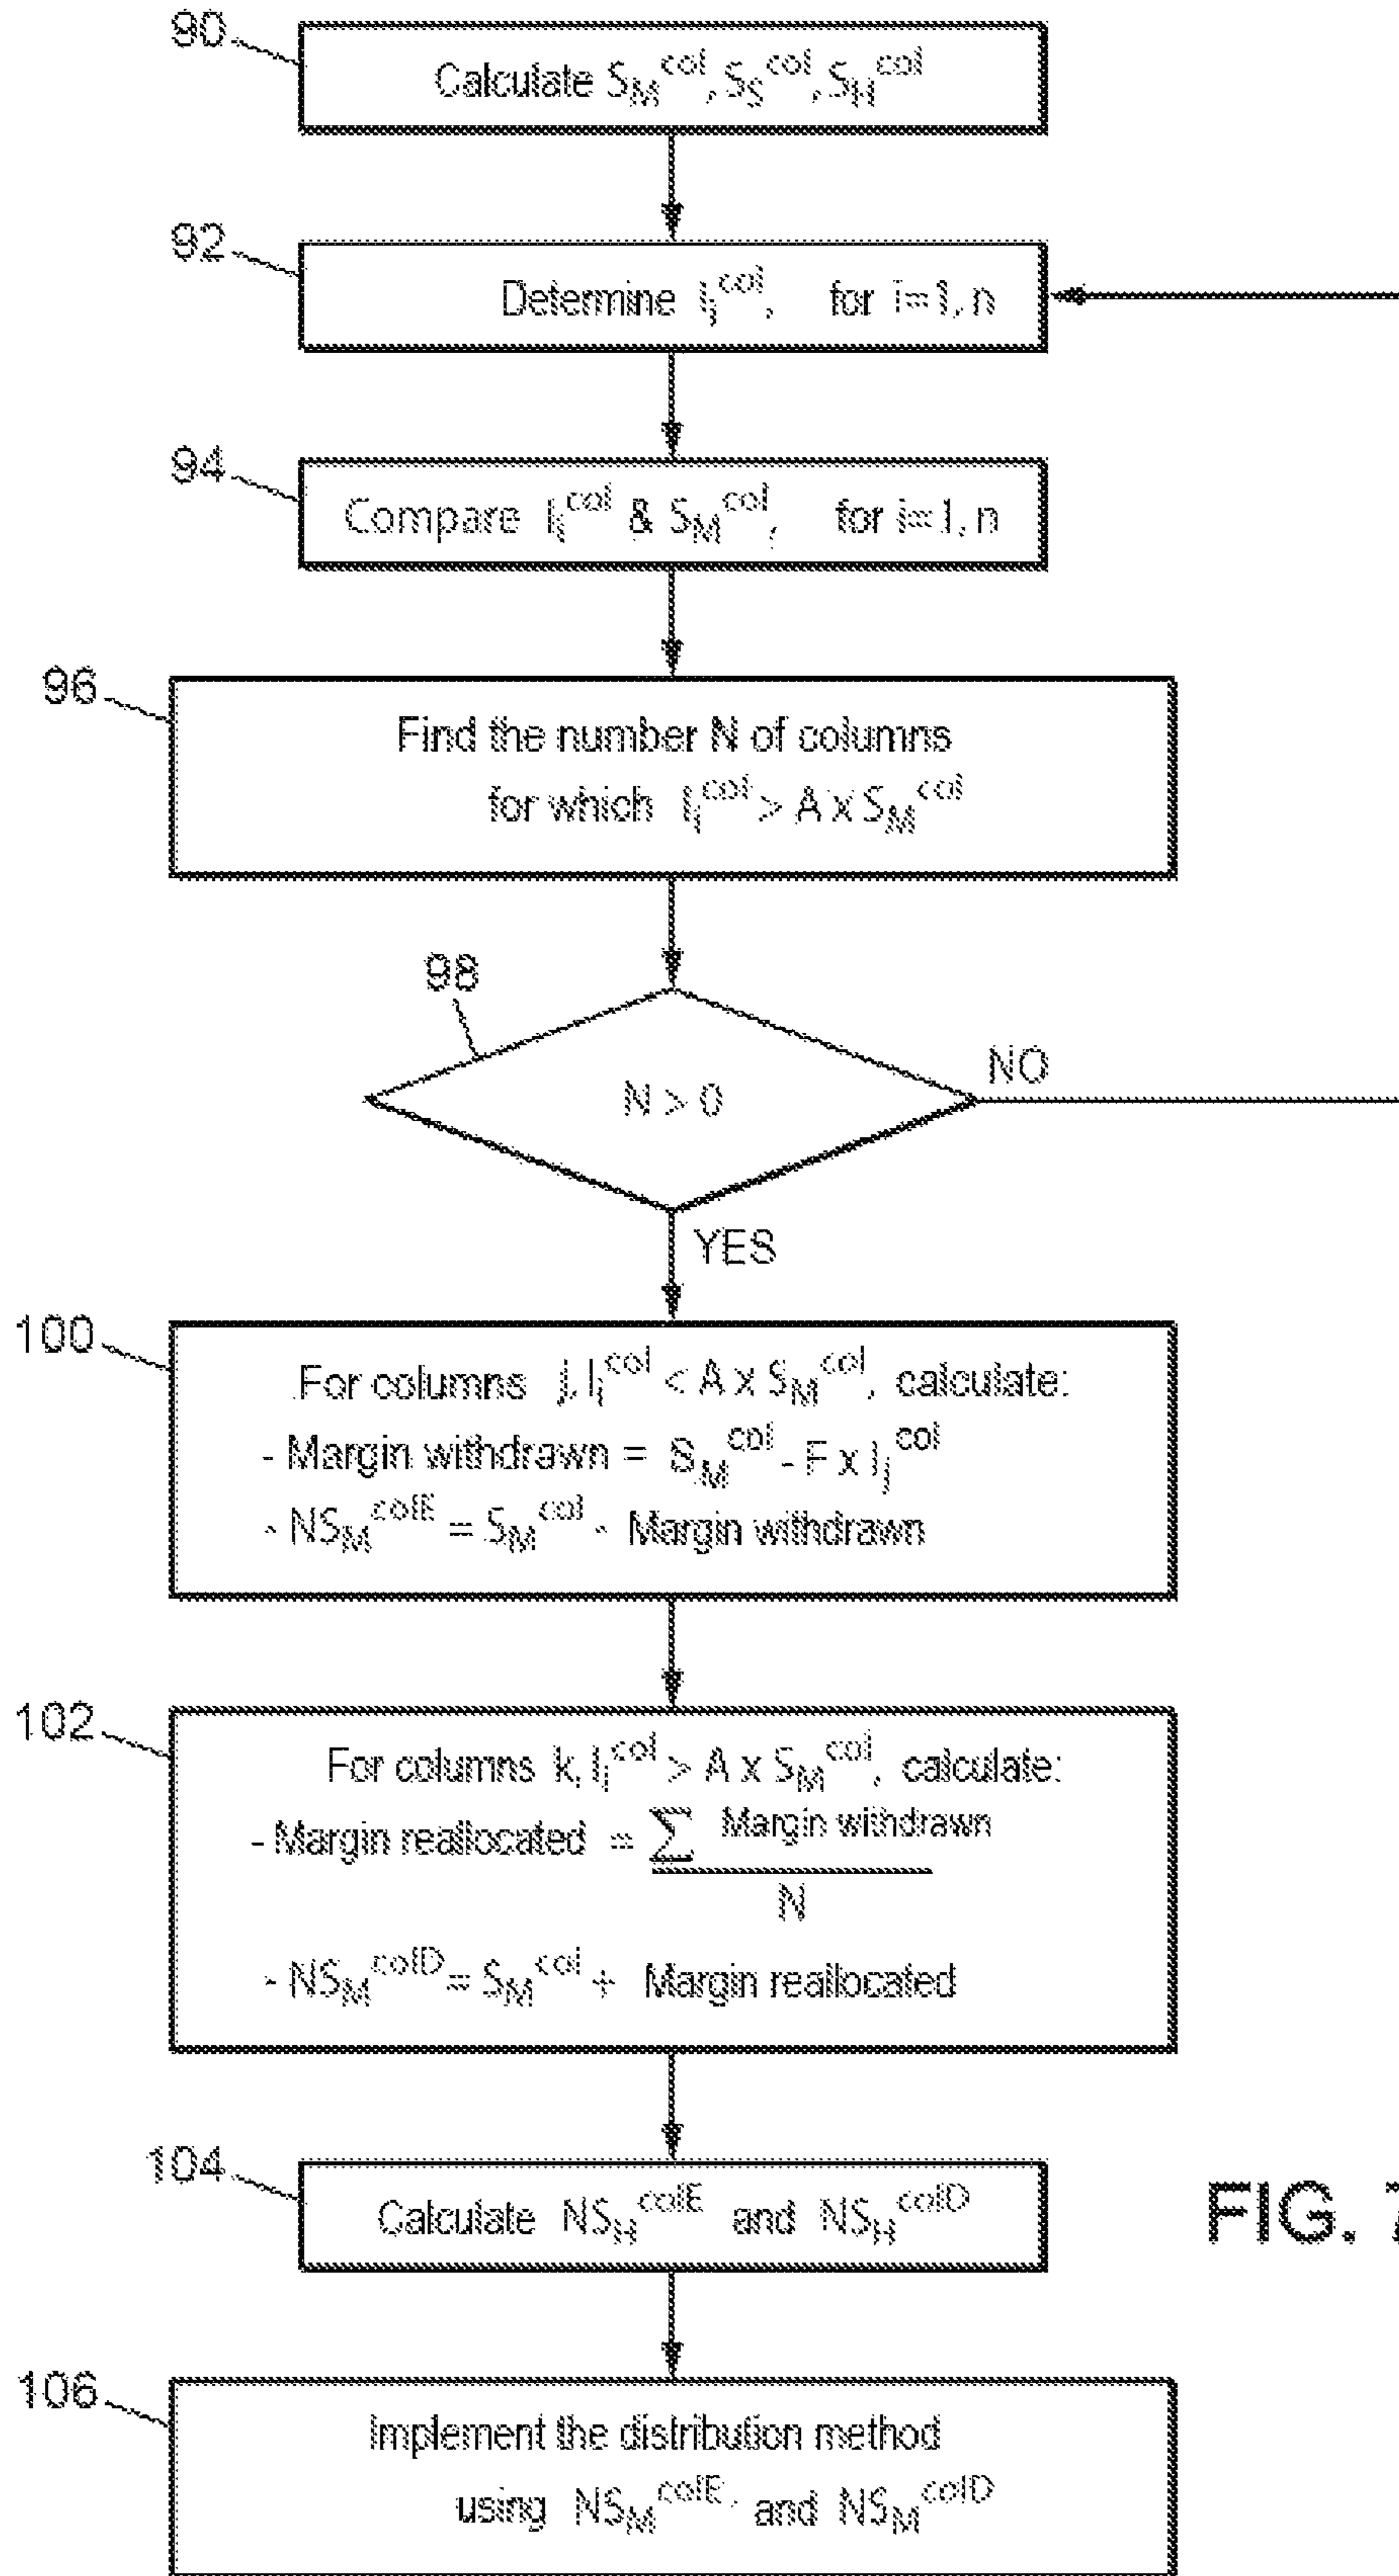 90
Calculate S_M^col, S_S^col, S_H^col
92
Determine I_i^col, for i=1, n
94
Compare I_i^col & S_M^col, for i=1, n
96
Find the number N of columns
for which I_i^col > A x S_M^col
98
N > 0
NO
YES
100
For columns j, I_i^col < A x S_M^col, calculate:
- Margin withdrawn = S_M^col - F x I_j^col
- NS_M^colE = S_M^col - Margin withdrawn
102
For columns k, I_i^col > A x S_M^col, calculate:
- Margin reallocated = ∑ Margin withdrawn
N
- NS_M^colD = S_M^col + Margin reallocated
104
Calculate NS_H^colE and NS_H^colD
FIG. 7
106
Implement the distribution method
using NS_M^colE and NS_M^colD